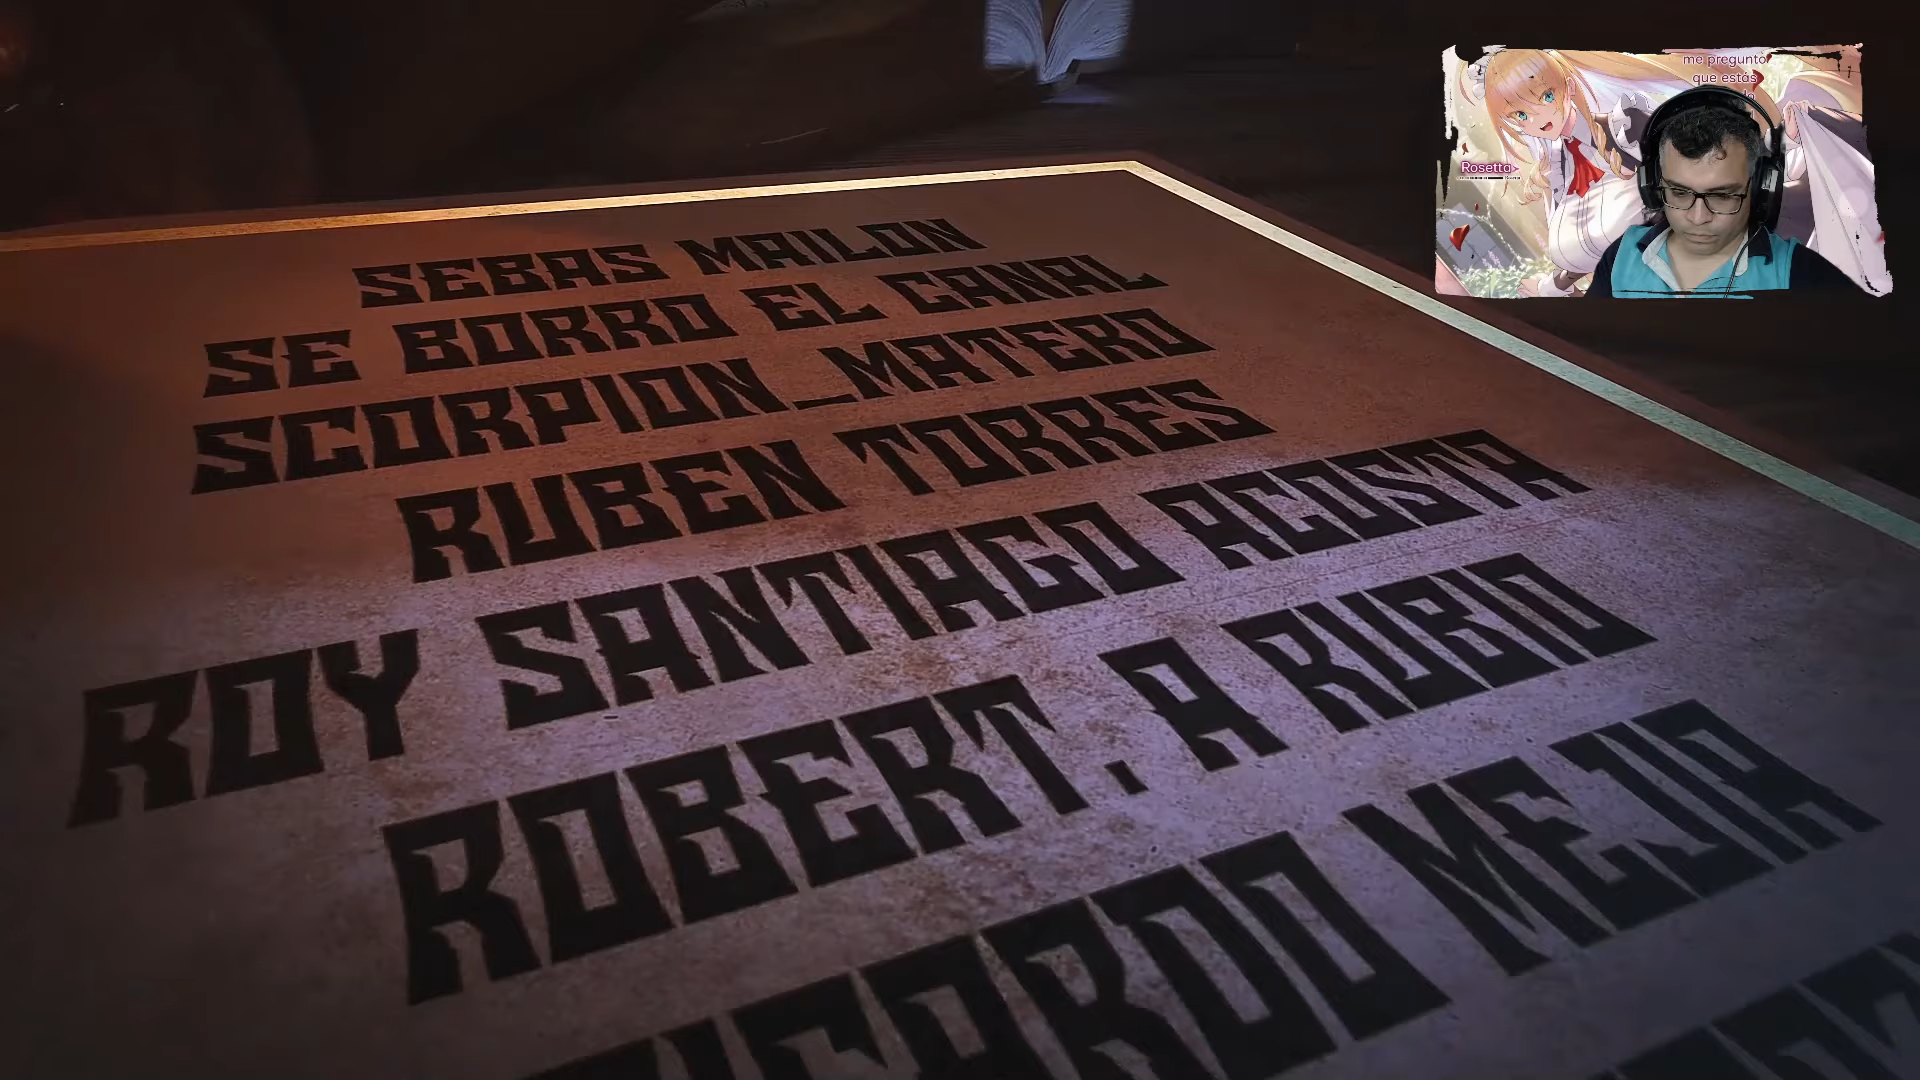 SEBAS MAILON
SE BORRO EL CANAL
SCORPION_MATERO
RUBEN TORRES
ROY SANTIAGO ACOSTA
ROBERT. A RUBIO
MEJIA
me pregunto
que estás
Rosetta